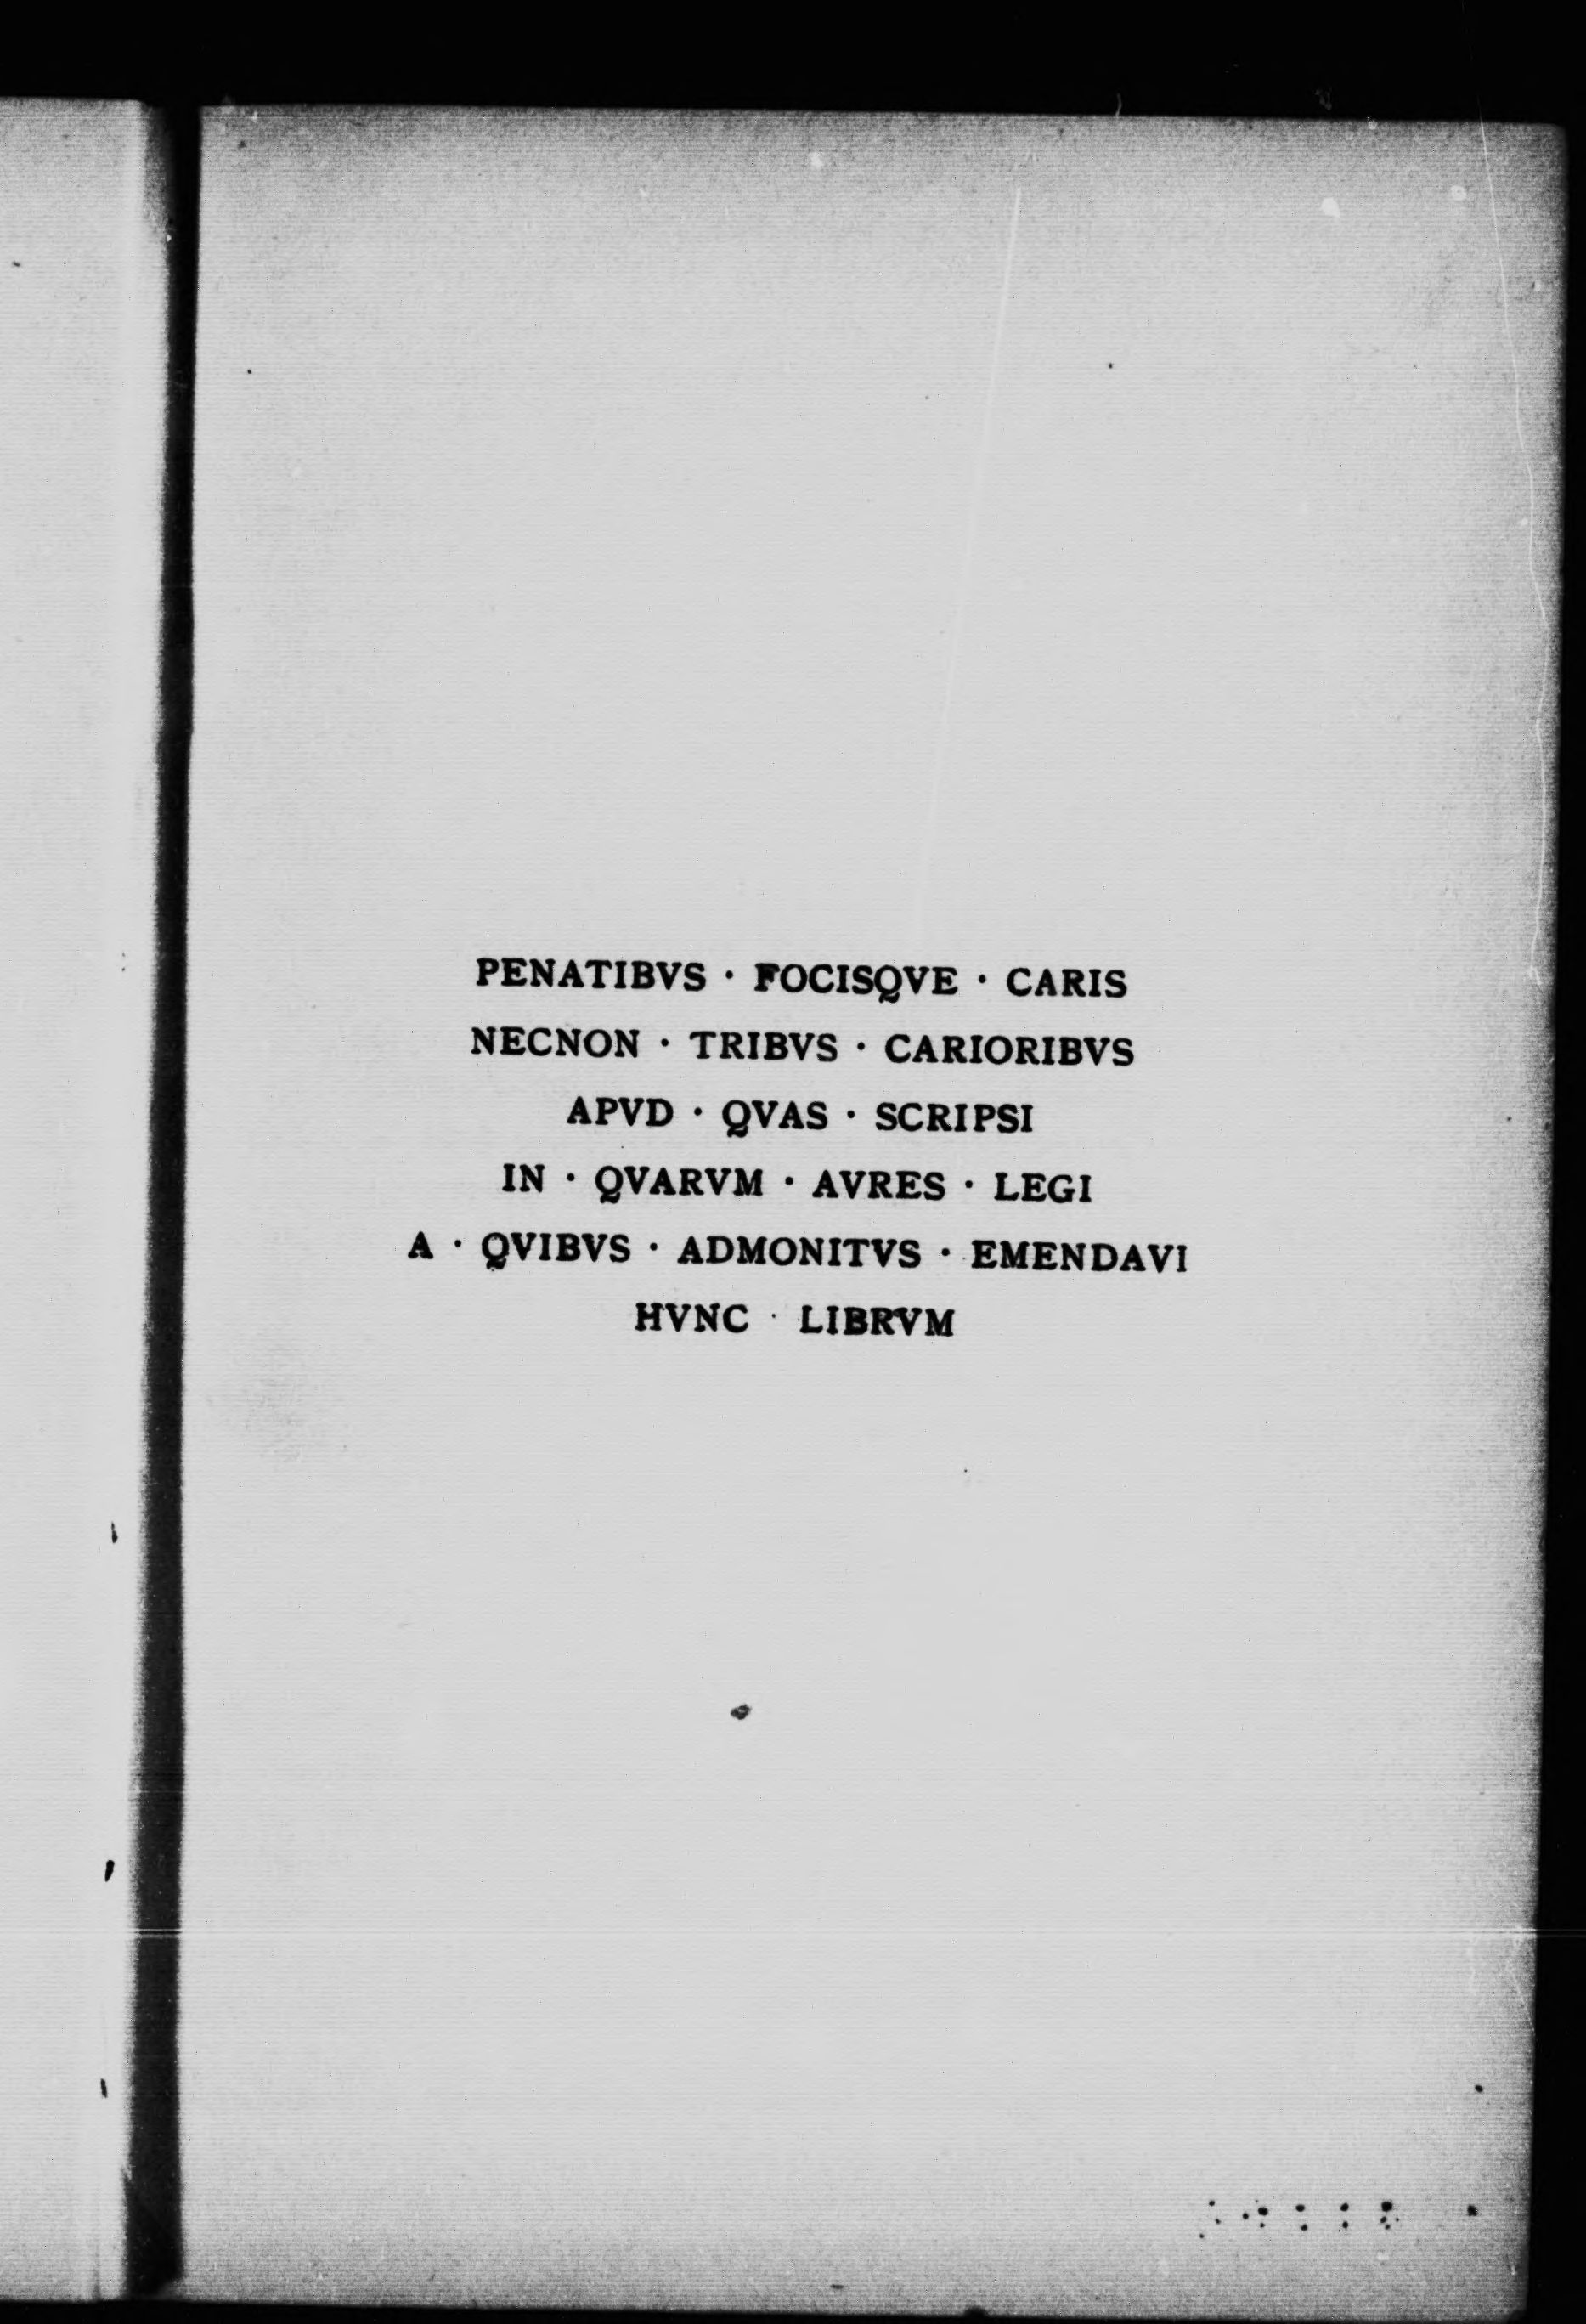 PENATIBVS · FOCISQVE · CARIS
NECNON · TRIBVS · CARIORIBVS
APVD · QVAS · SCRIPSI
IN · QVARVM · AVRES · LEGI
A · QVIBVS · ADMONITVS · EMENDAVI
HVNC · LIBRVM